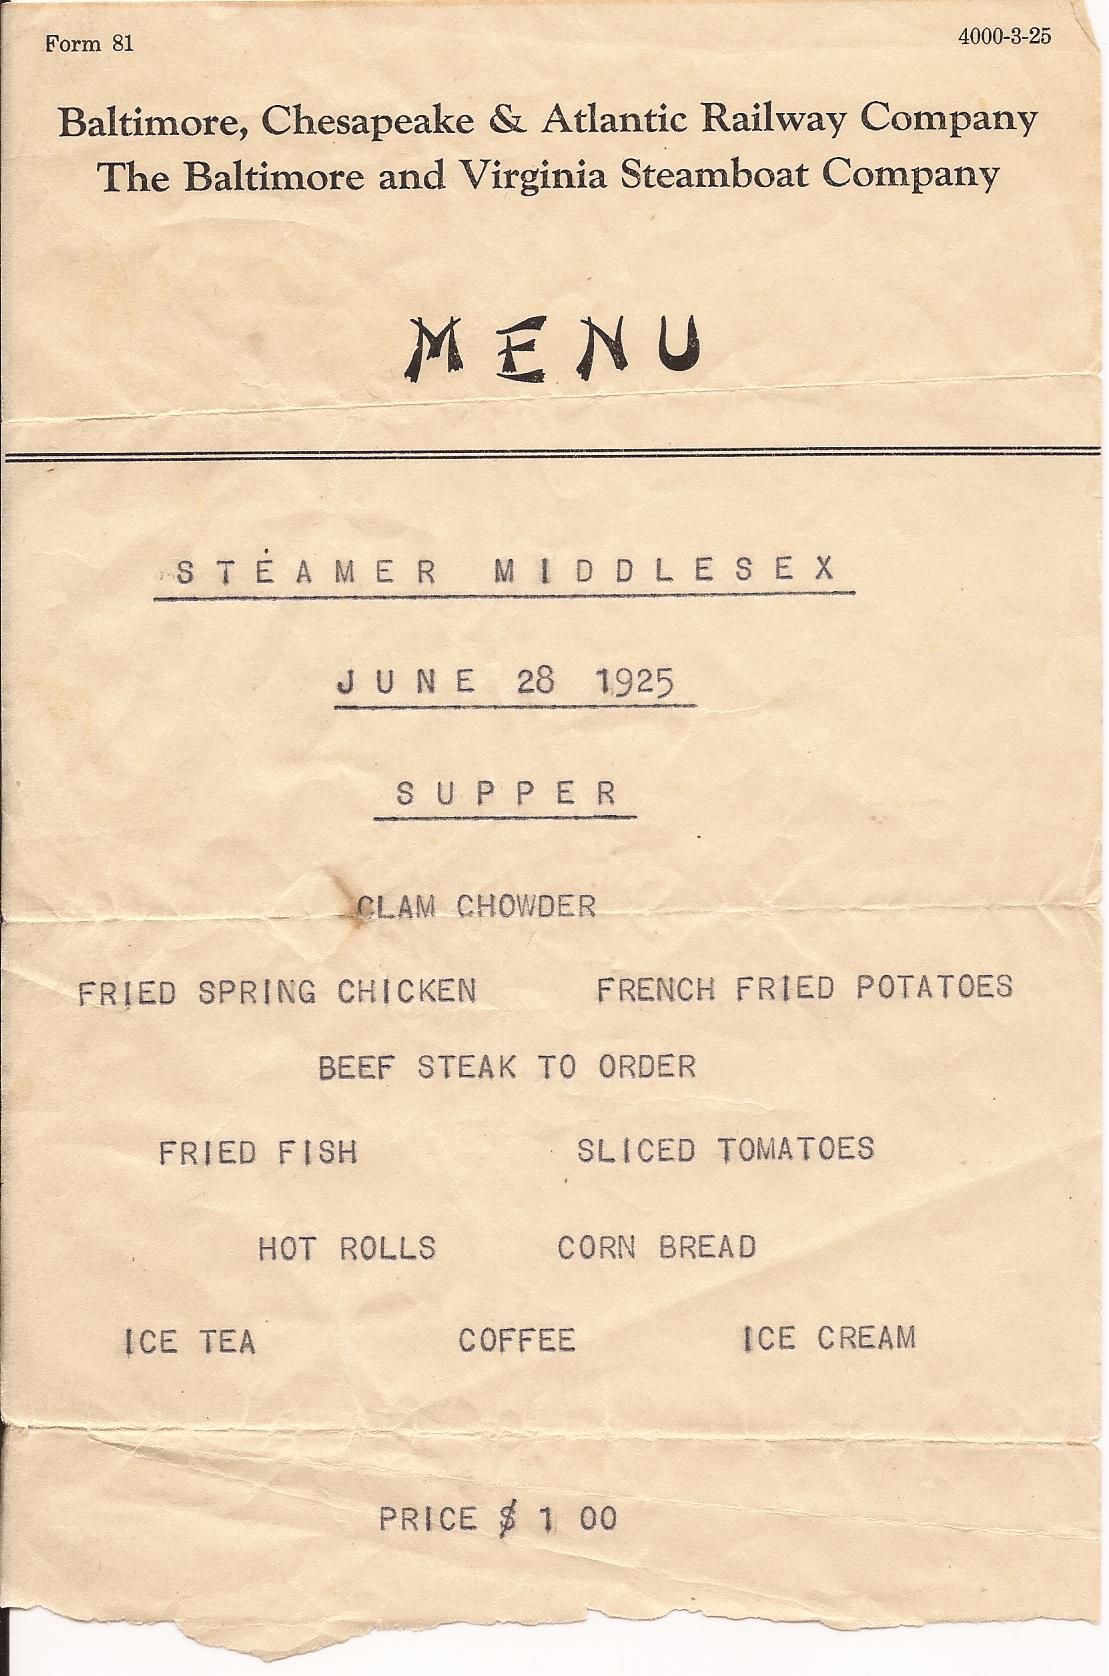 Form 81 4000-3-25
Baltimore, Chesapeake & Atlantic Railway Company
The Baltimore and Virginia Steamboat Company
MENU
STEAMER MIDDLESEX
JUNE 28 1925
SUPPER
CLAM CHOWDER
FRIED SPRING CHICKEN FRENCH FRIED POTATOES
BEEF STEAK TO ORDER
FRIED FISH SLICED TOMATOES
HOT ROLLS CORN BREAD
ICE TEA COFFEE ICE CREAM
PRICE $ 1 00